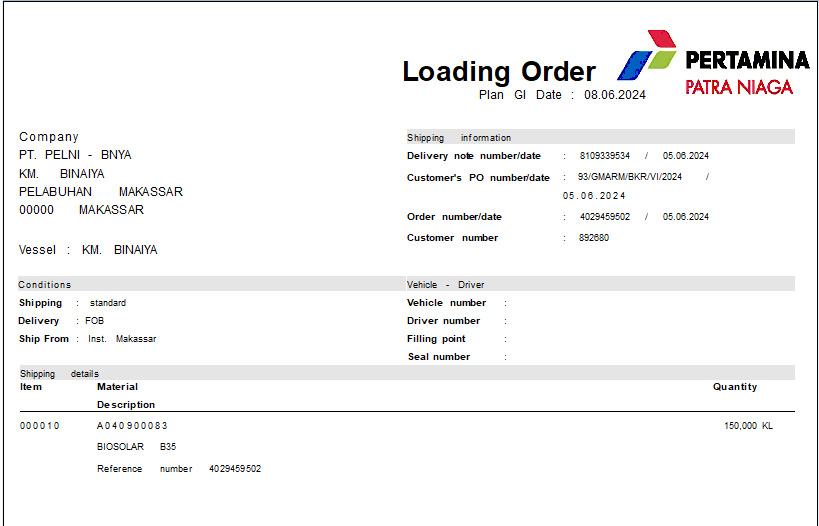 Loading Order
PERTAMINA
PATRA NIAGA
Plan GI Date : 08.06.2024
Company
PT. PELNI - BNYA
KM. BINAIYA
PELABUHAN MAKASSAR
00000 MAKASSAR
Vessel : KM. BINAIYA
Shipping information
Delivery note number/date : 8109339534 / 05.06.2024
Customer's PO number/date : 93/GMARM/BKR/VI/2024 /
05.06.2024
Order number/date : 4029459502 / 05.06.2024
Customer number : 892680
Conditions
Shipping : standard
Delivery : FOB
Ship From : Inst. Makassar
Vehicle - Driver
Vehicle number :
Driver number :
Filling point :
Seal number :
Shipping details
Item Material Quantity
Description
000010 A040900083 150,000 KL
BIOSOLAR B35
Reference number 4029459502